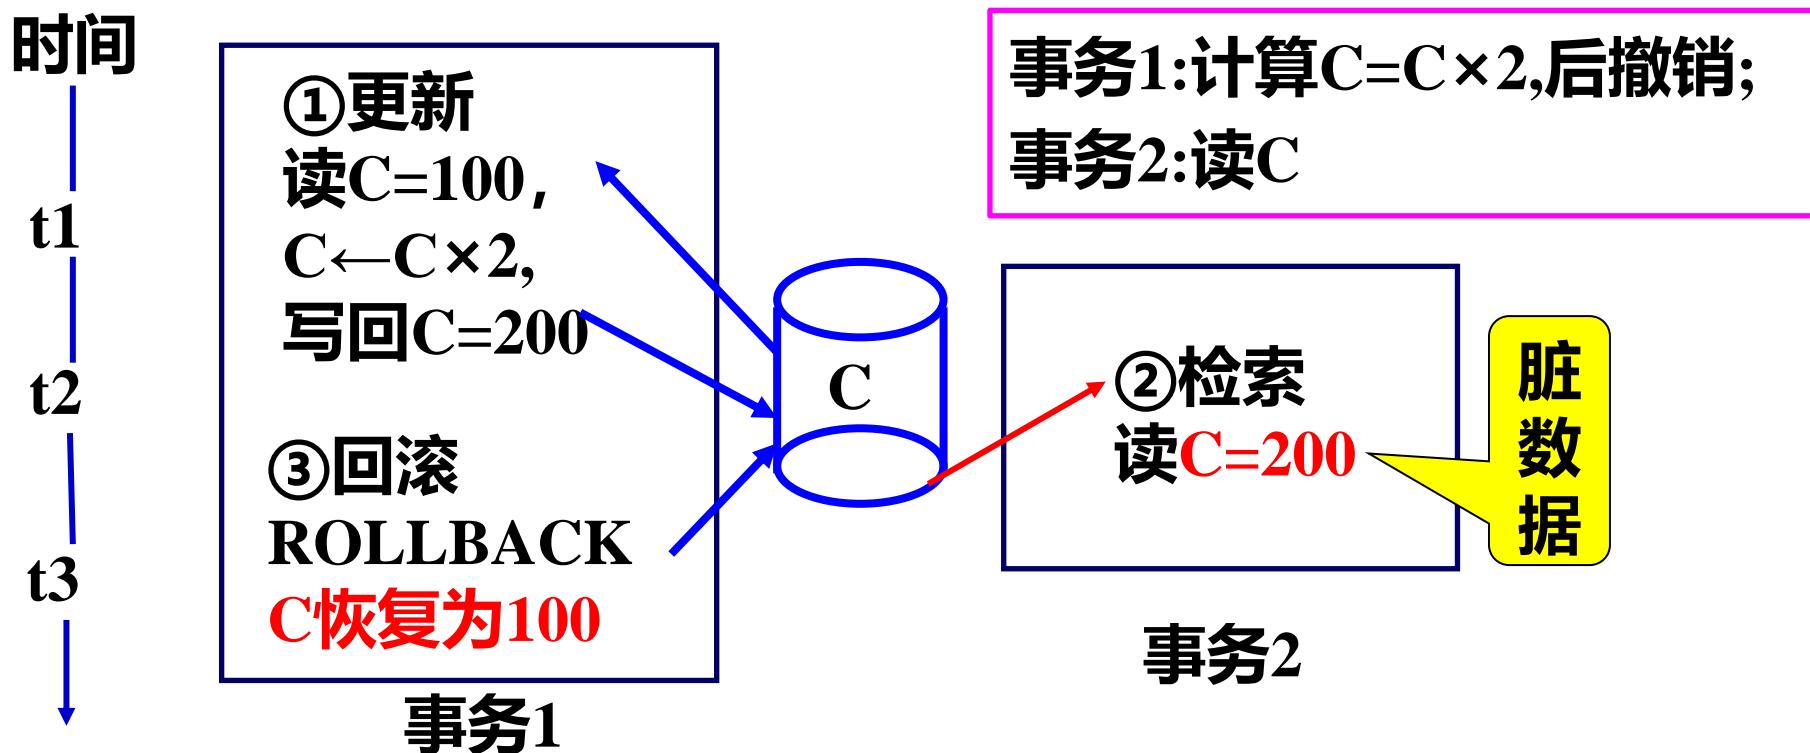 时间
t1
t2
t3
①更新
读C=100，
C←C×2,
写回C=200
③回滚
ROLLBACK
C恢复为100
事务1
C
事务1:计算C=C×2,后撤销;
事务2:读C
②检索
读C=200
脏
数
据
事务2